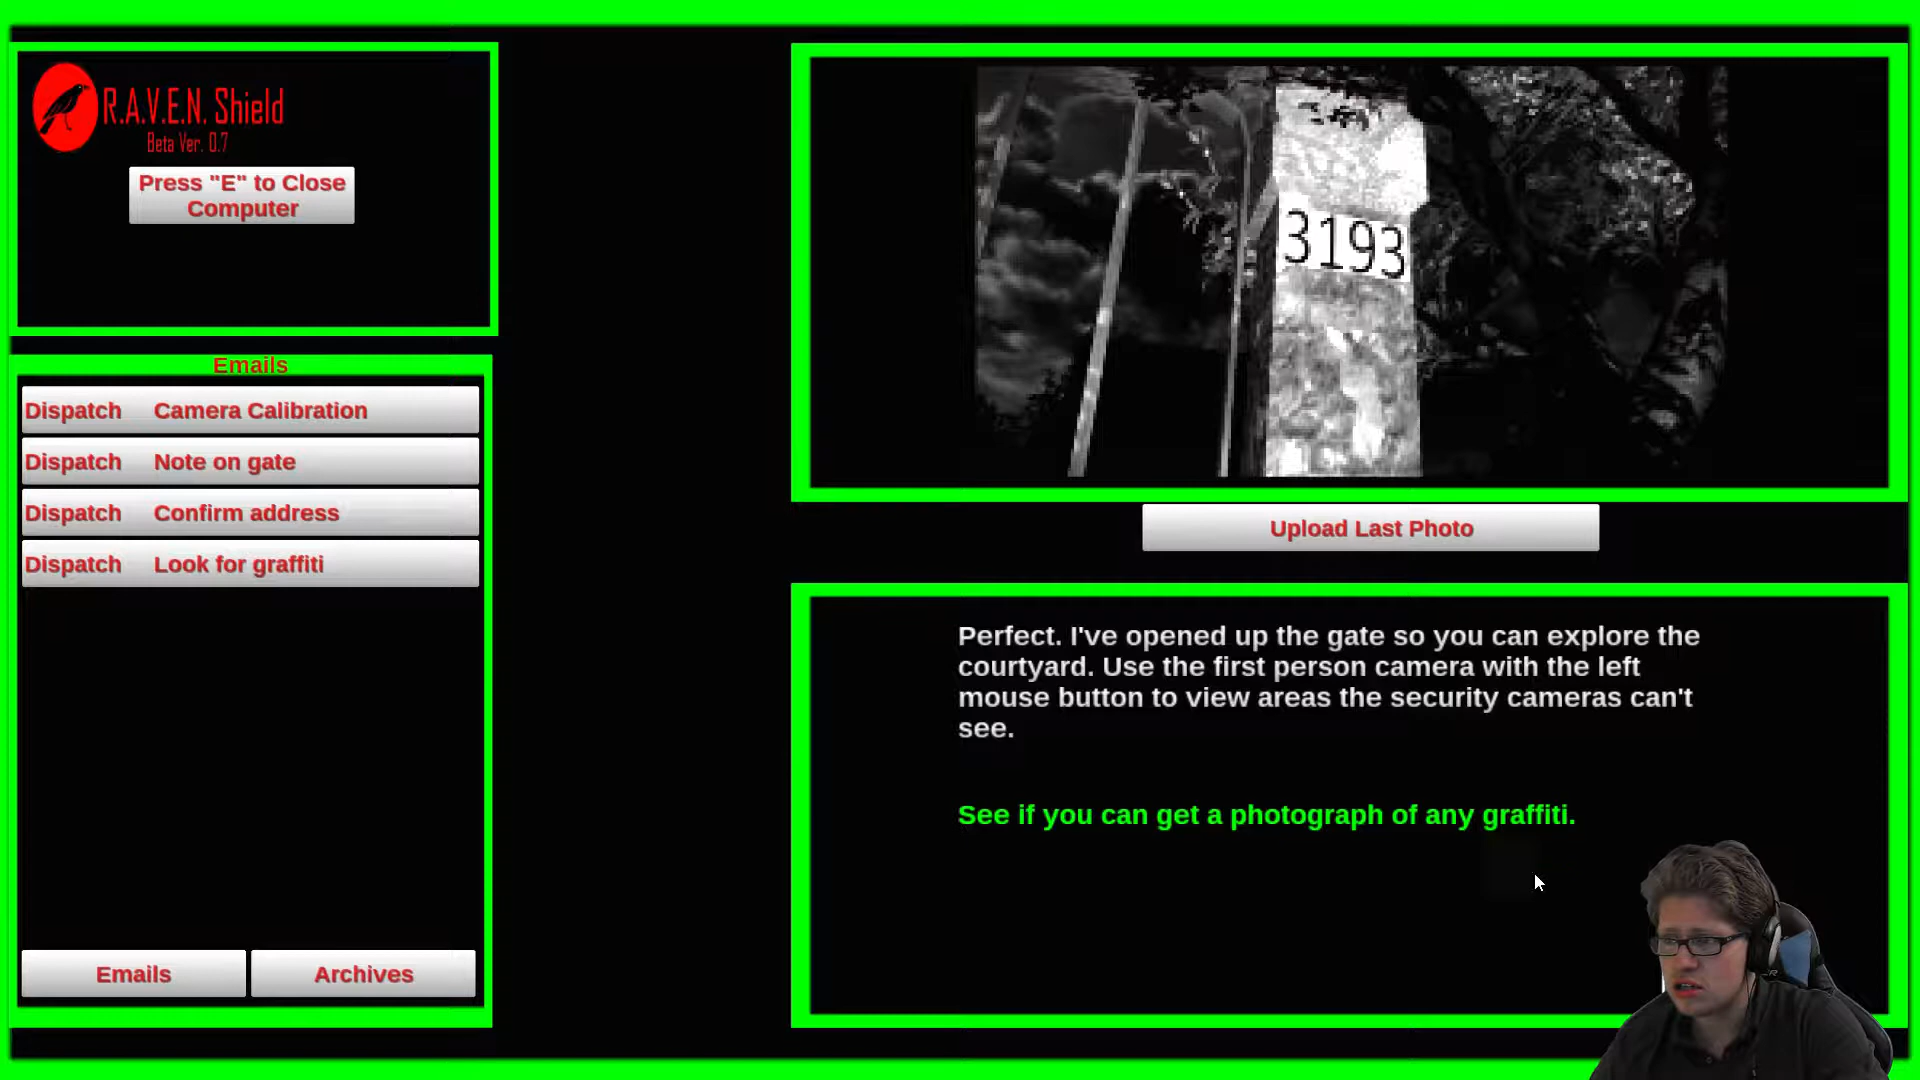 R.A.V.E.N. Shield
Beta Ver. 0.7
Press "E" to Close
Computer
Emails
Dispatch Camera Calibration
Dispatch Note on gate
Dispatch Confirm address
Dispatch Look for graffiti
Emails
Archives
3193
Upload Last Photo
Perfect. I've opened up the gate so you can explore the
courtyard. Use the first person camera with the left
mouse button to view areas the security cameras can't
see.
See if you can get a photograph of any graffiti.